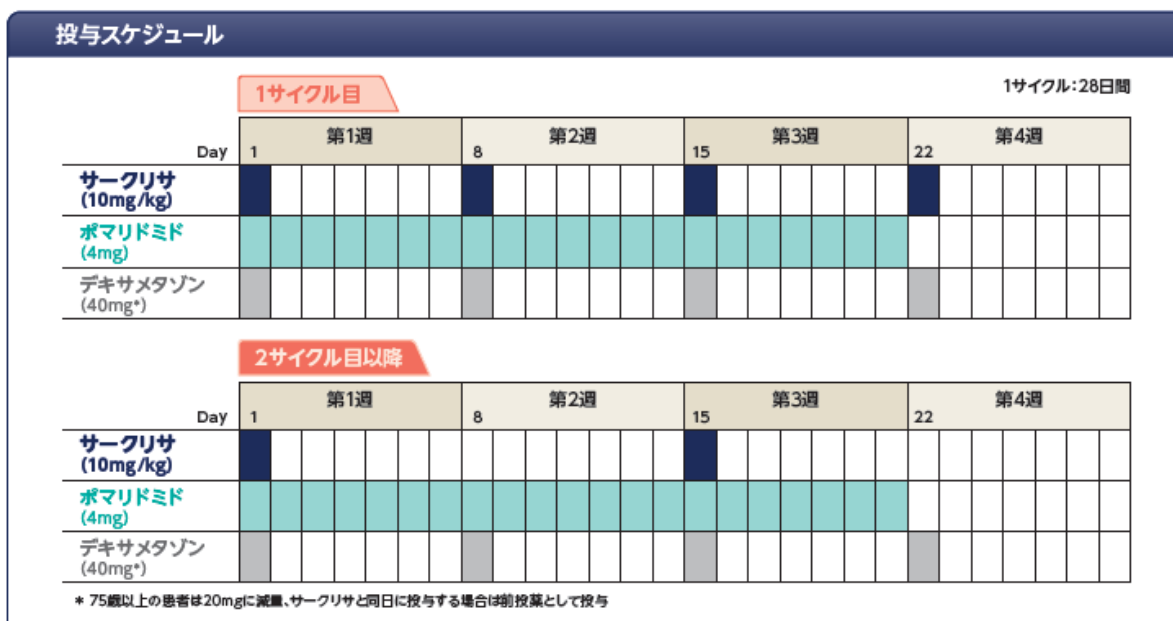 投与スケジュール
1サイクル目
1サイクル:28日間
第1週 第2週 第3週 第4週
Day 1 8 15 22
サークリサ
(10mg/kg)
ポマリドミド
(4mg)
デキサメタゾン
(40mg*)
2サイクル目以降
第1週 第2週 第3週 第4週
Day 1 8 15 22
サークリサ
(10mg/kg)
ポマリドミド
(4mg)
デキサメタゾン
(40mg*)
* 75歳以上の患者は20mgに減量、サークリサと同日に投与する場合は前投薬として投与